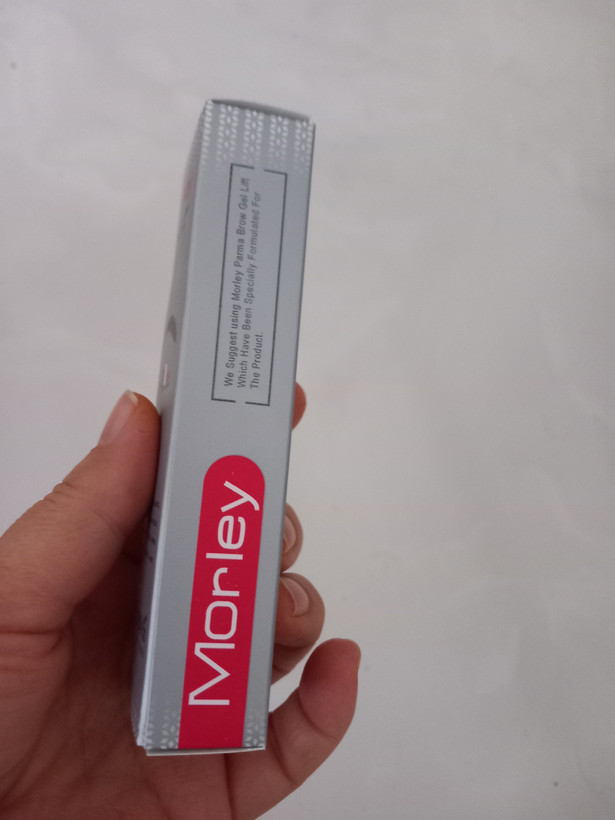 We Suggest using Morley Parma Brow Gel Lift
Which Have Been Specially Formulated For
The Product.
Morley